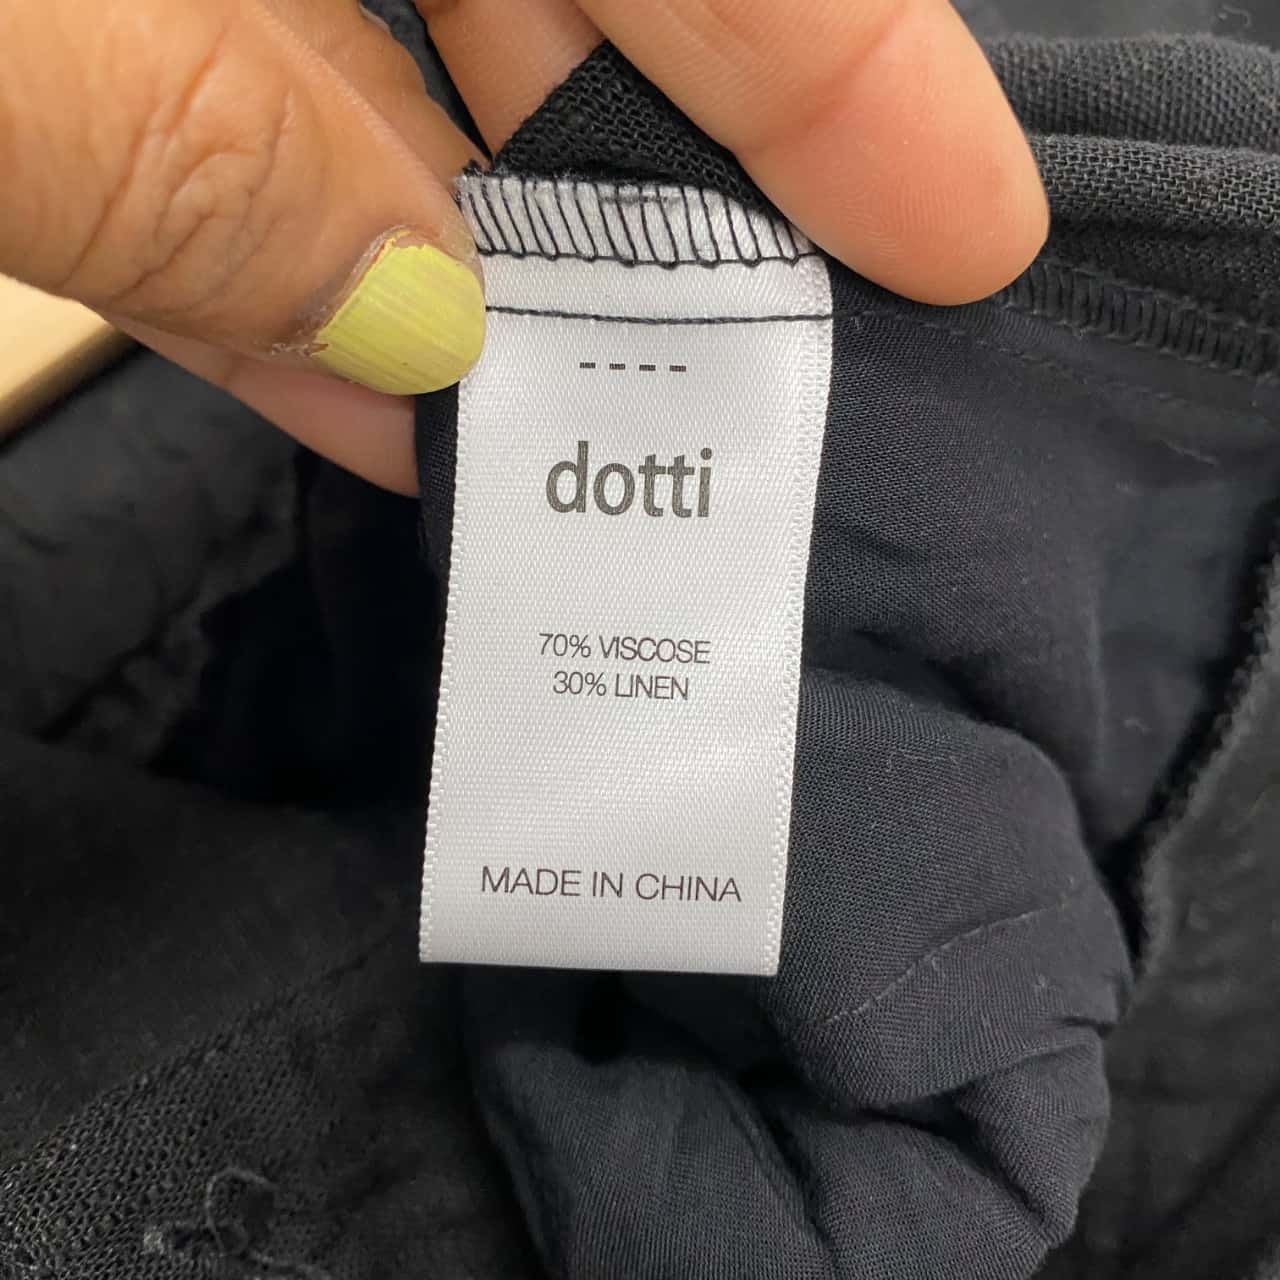 ----
dotti
70% VISCOSE
30% LINEN
MADE IN CHINA